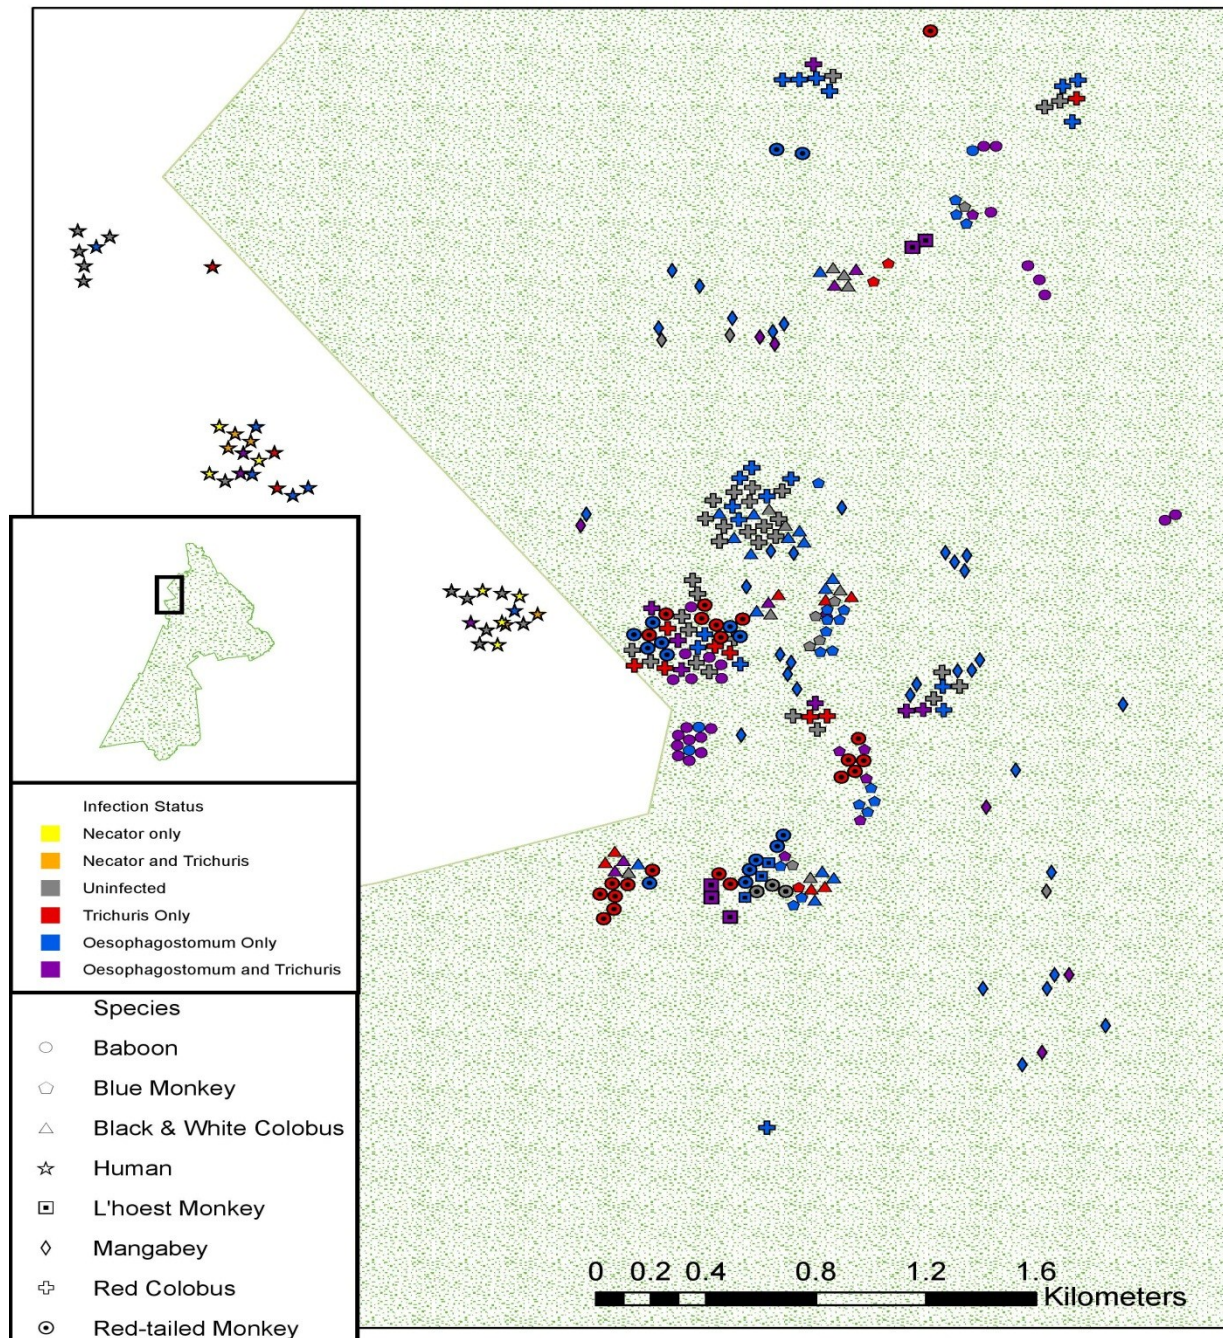 Infection Status
Necator only
Necator and Trichuris
Uninfected
Trichuris Only
Oesophagostomum Only
Oesophagostomum and Trichuris
Species
Baboon
Blue Monkey
Black & White Colobus
Human
L'hoest Monkey
Mangabey
Red Colobus
Red-tailed Monkey
0 0.2 0.4 0.8 1.2 1.6
Kilometers